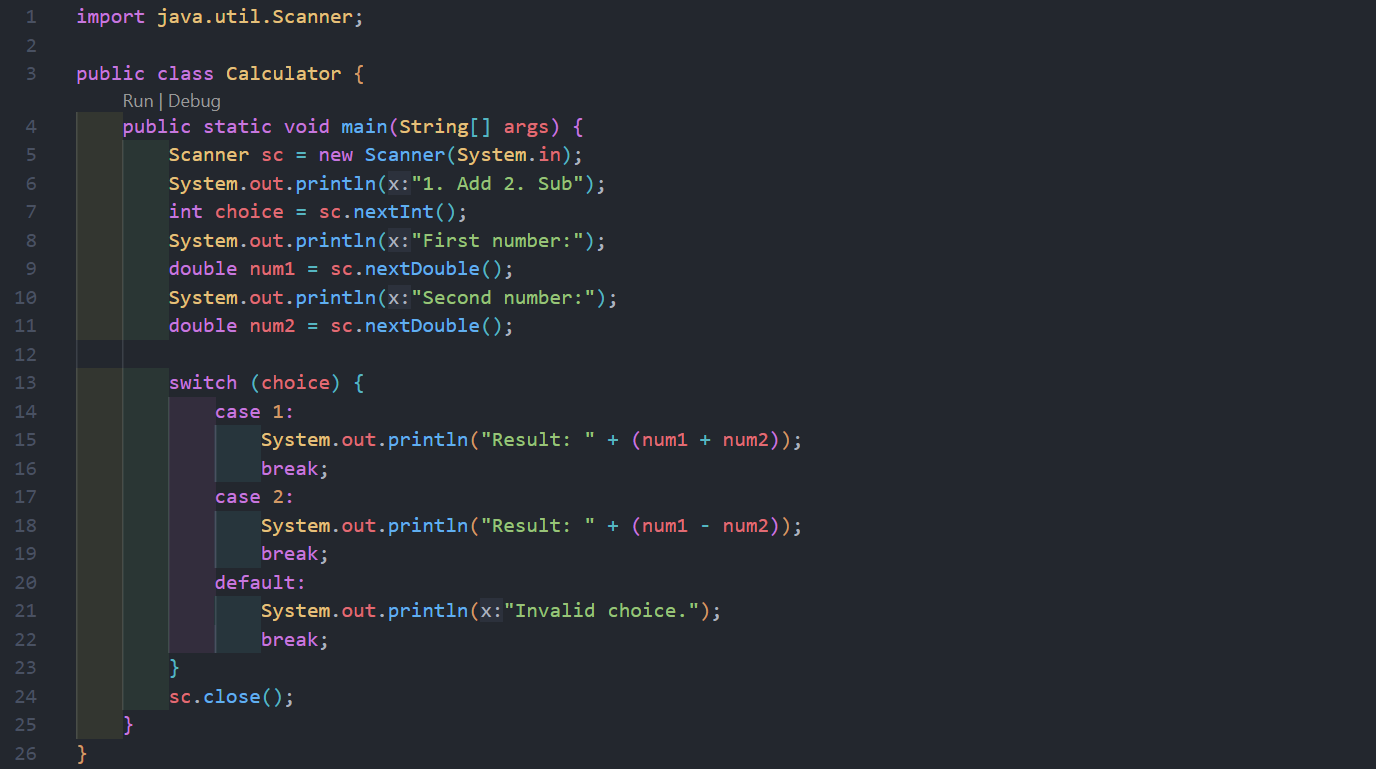 1 import java.util.Scanner;
2
3 public class Calculator {
Run | Debug
4 public static void main(String[] args) {
5 Scanner sc = new Scanner(System.in);
6 System.out.println(x:"1. Add 2. Sub");
7 int choice = sc.nextInt();
8 System.out.println(x:"First number:");
9 double num1 = sc.nextDouble();
10 System.out.println(x:"Second number:");
11 double num2 = sc.nextDouble();
12
13 switch (choice) {
14 case 1:
15 System.out.println("Result: " + (num1 + num2));
16 break;
17 case 2:
18 System.out.println("Result: " + (num1 - num2));
19 break;
20 default:
21 System.out.println(x:"Invalid choice.");
22 break;
23 }
24 sc.close();
25 }
26 }